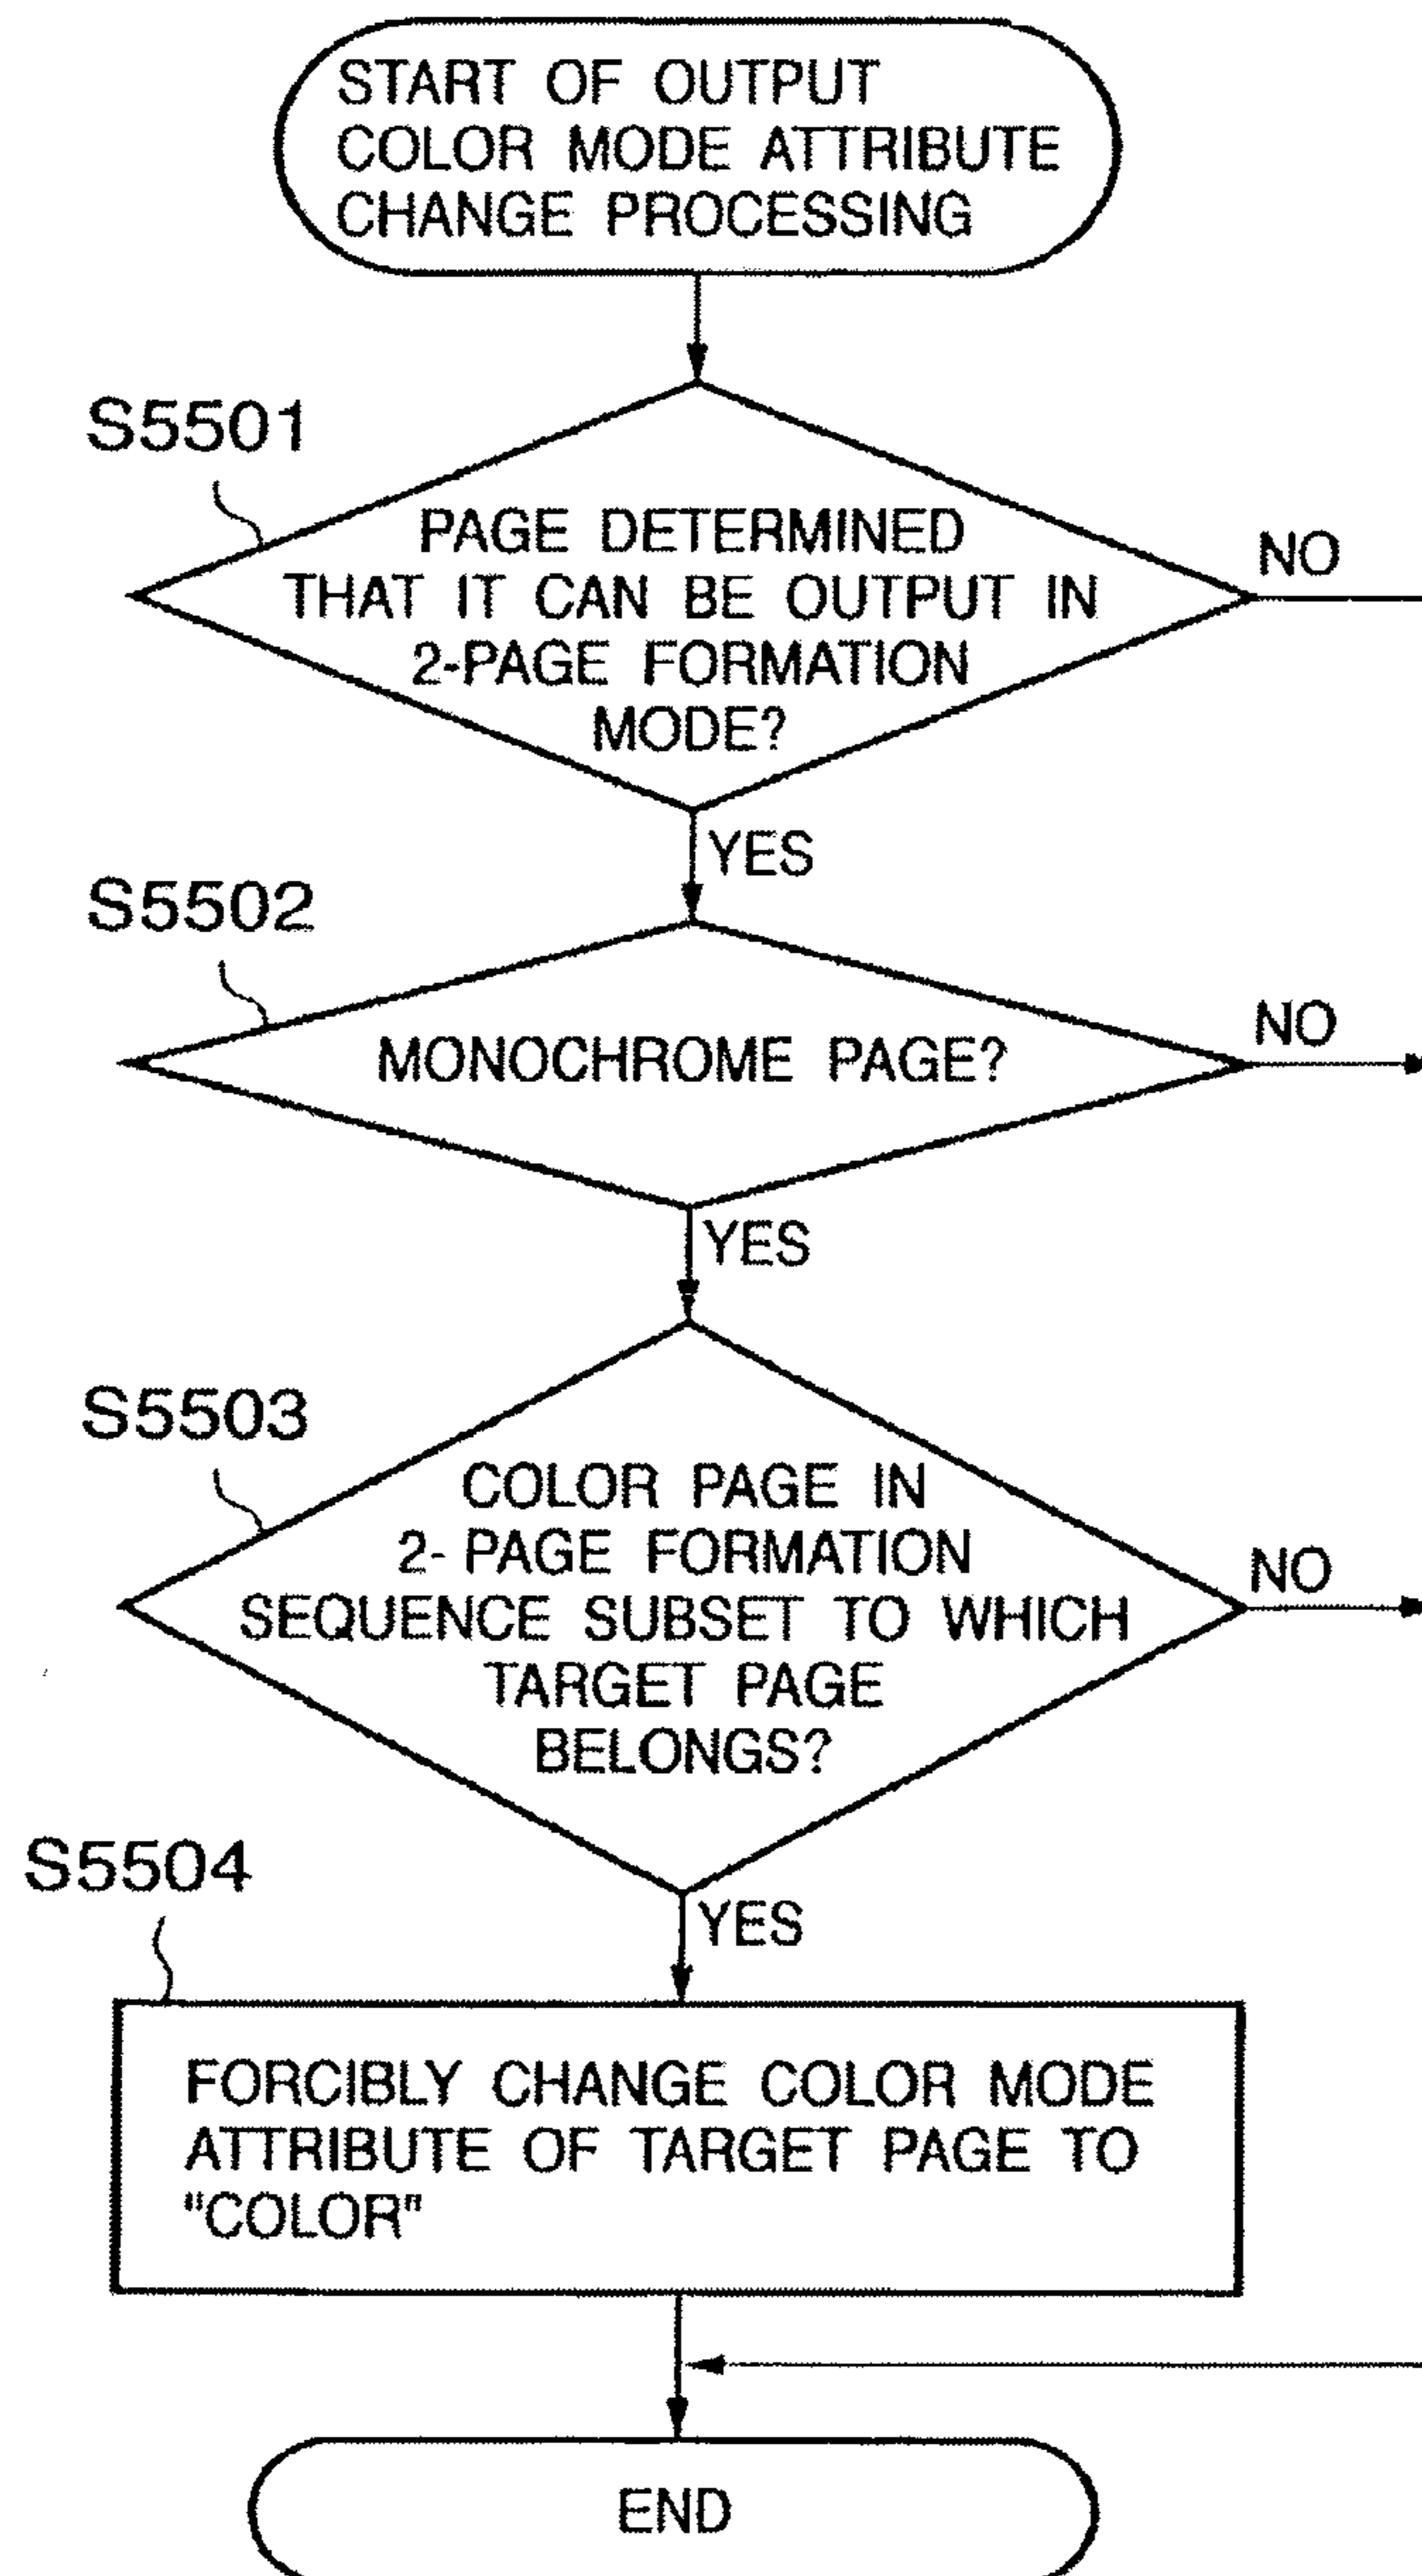 START OF OUTPUT
COLOR MODE ATTRIBUTE
CHANGE PROCESSING
S5501
PAGE DETERMINED
THAT IT CAN BE OUTPUT IN
2-PAGE FORMATION
MODE?
NO
YES
S5502
MONOCHROME PAGE?
NO
YES
S5503
COLOR PAGE IN
2- PAGE FORMATION
SEQUENCE SUBSET TO WHICH
TARGET PAGE
BELONGS?
NO
YES
S5504
FORCIBLY CHANGE COLOR MODE
ATTRIBUTE OF TARGET PAGE TO
"COLOR"
END